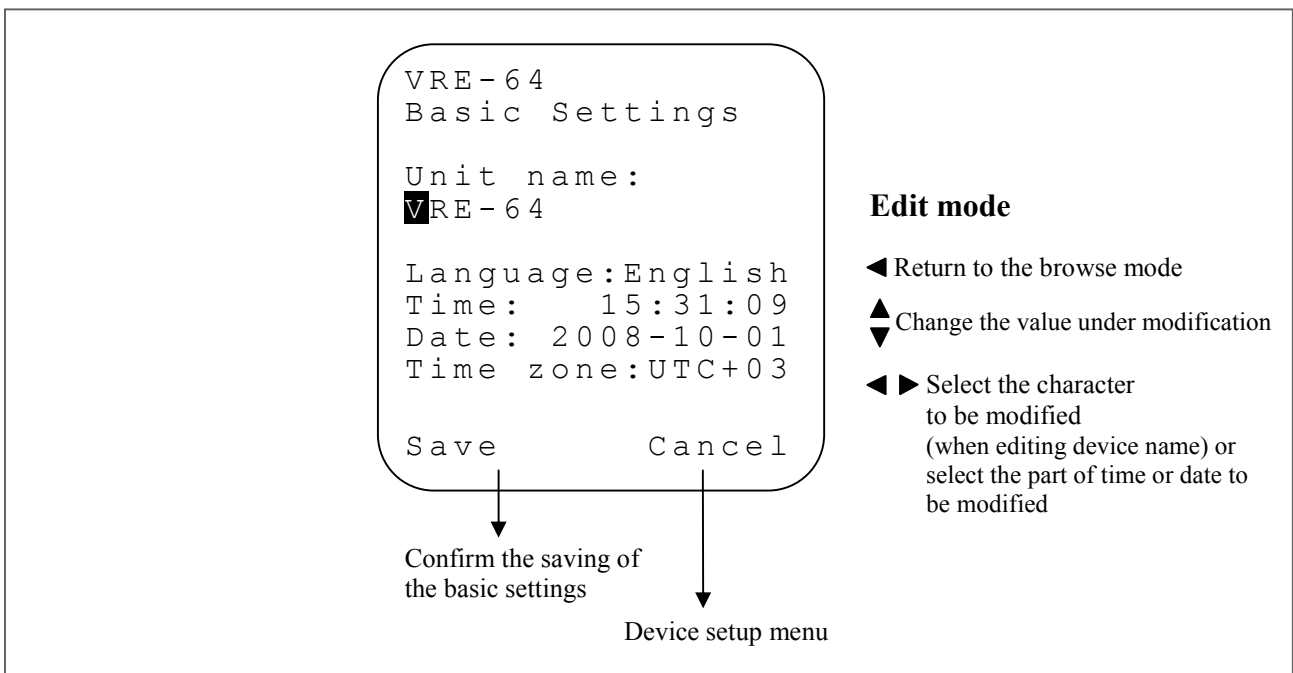 VRE-64
Basic Settings
Unit name:
VRE-64
Language:English
Time: 15:31:09
Date: 2008-10-01
Time zone:UTC+03
Save Cancel
Confirm the saving of
the basic settings
Device setup menu
Edit mode
Return to the browse mode
Change the value under modification
Select the character
to be modified
(when editing device name) or
select the part of time or date to
be modified